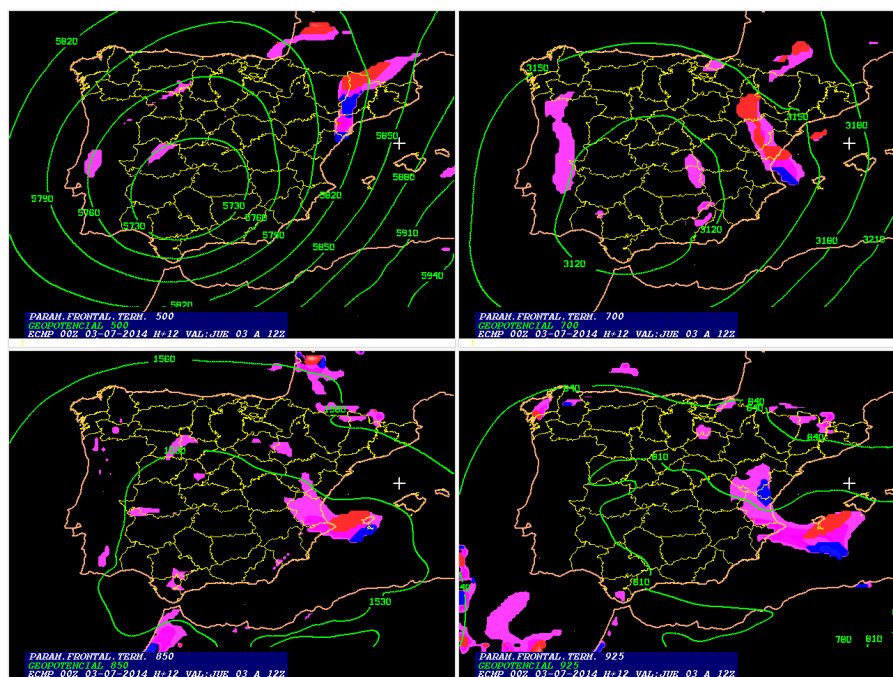 5820
5850
5880
5790
5820
5910
5730
5760
5760
5730
5790
5850
5940
5820
PARAM.FRONTAL.TERM. 500
GEOPOTENCIAL 500
ECMP 00Z 03-07-2014 H+12 VAL:JUE 03 A 12Z
3150
3150
3180
3120
3120
3180
3210
PARAM.FRONTAL.TERM. 700
GEOPOTENCIAL 700
ECMP 00Z 03-07-2014 H+12 VAL:JUE 03 A 12Z
1560
1530
PARAM.FRONTAL.TERM. 850
GEOPOTENCIAL 850
ECMP 00Z 03-07-2014 H+12 VAL:JUE 03 A 12Z
840
840
840
840
810
810
780 810
PARAM.FRONTAL.TERM. 925
GEOPOTENCIAL 925
ECMP 00Z 03-07-2014 H+12 VAL:JUE 03 A 12Z